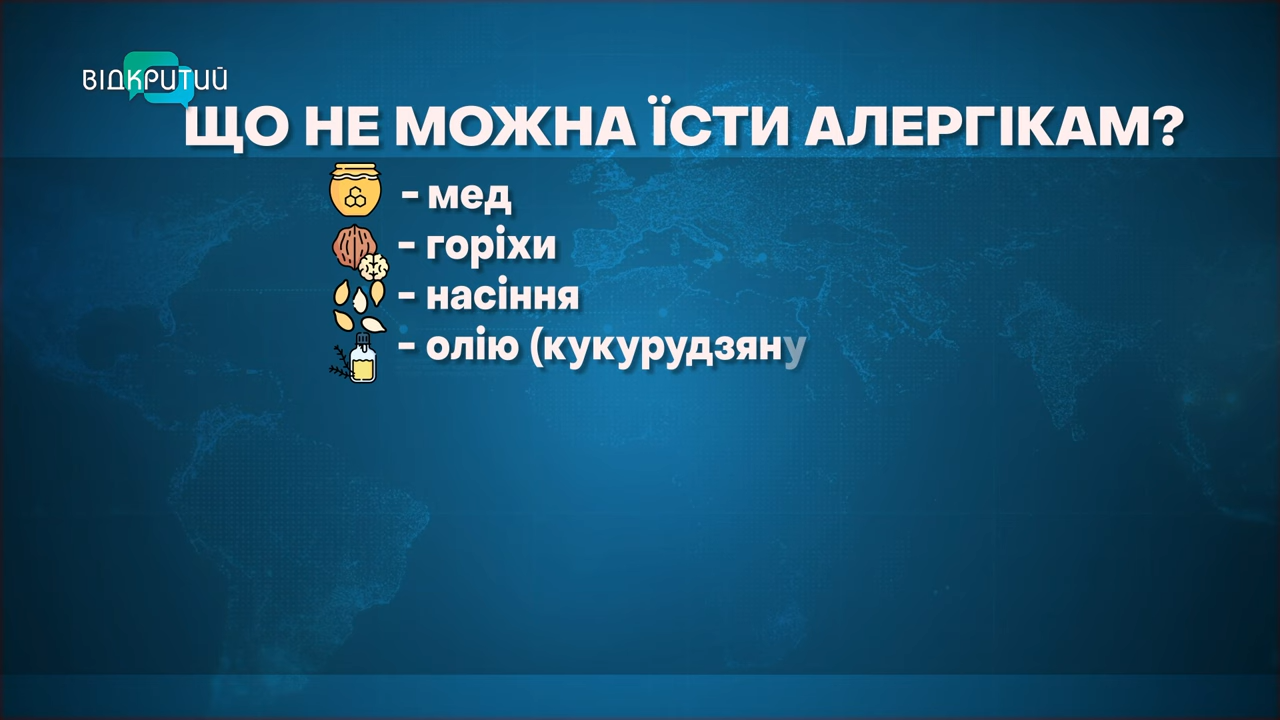 ВІДКРИТИЙ
ЩО НЕ МОЖНА ЇСТИ АЛЕРГІКАМ?
- мед
- горіхи
- насіння
- олію (кукурудзяну